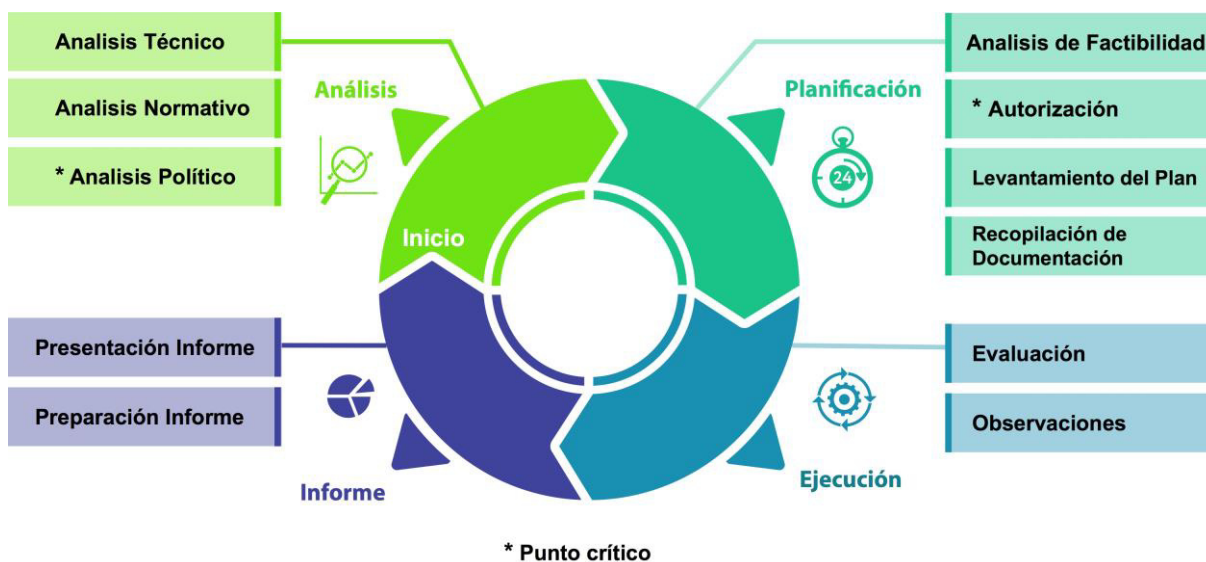 Analisis Técnico
Analisis Normativo
* Analisis Político
Análisis
Inicio
Planificación
24
Analisis de Factibilidad
* Autorización
Levantamiento del Plan
Recopilación de
Documentación
Presentación Informe
Preparación Informe
Informe
Ejecución
Evaluación
Observaciones
* Punto crítico